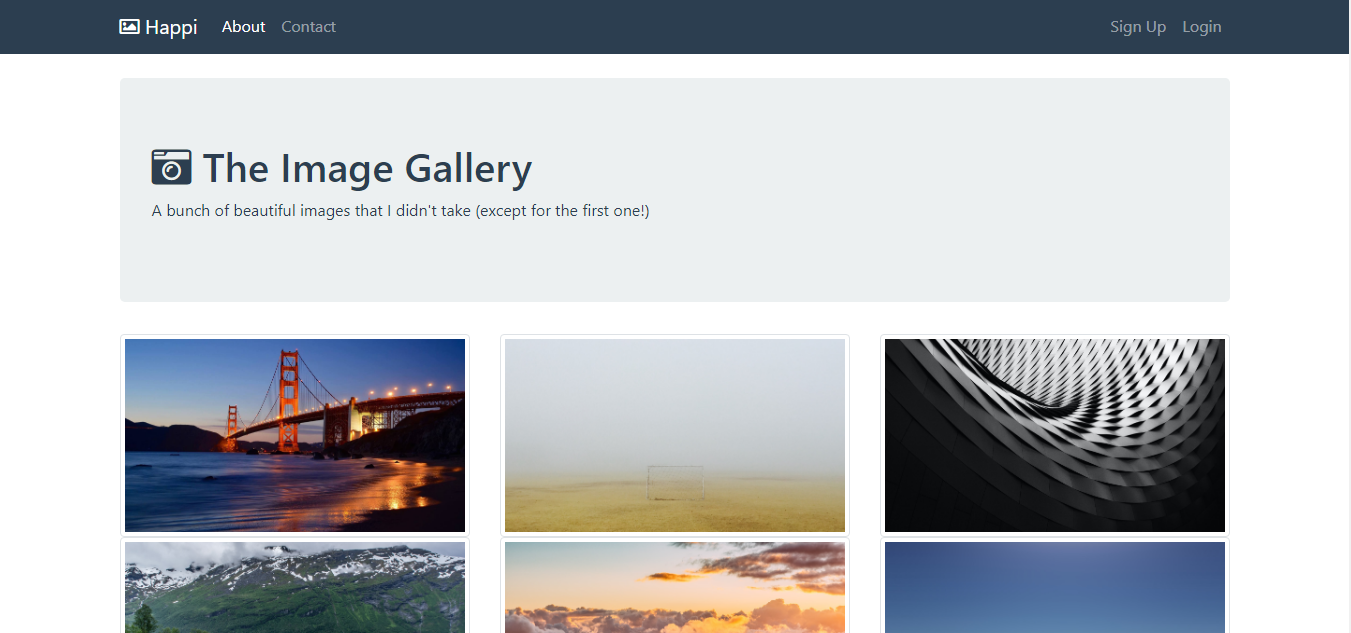 Happi About Contact Sign Up Login
The Image Gallery
A bunch of beautiful images that I didn't take (except for the first one!)